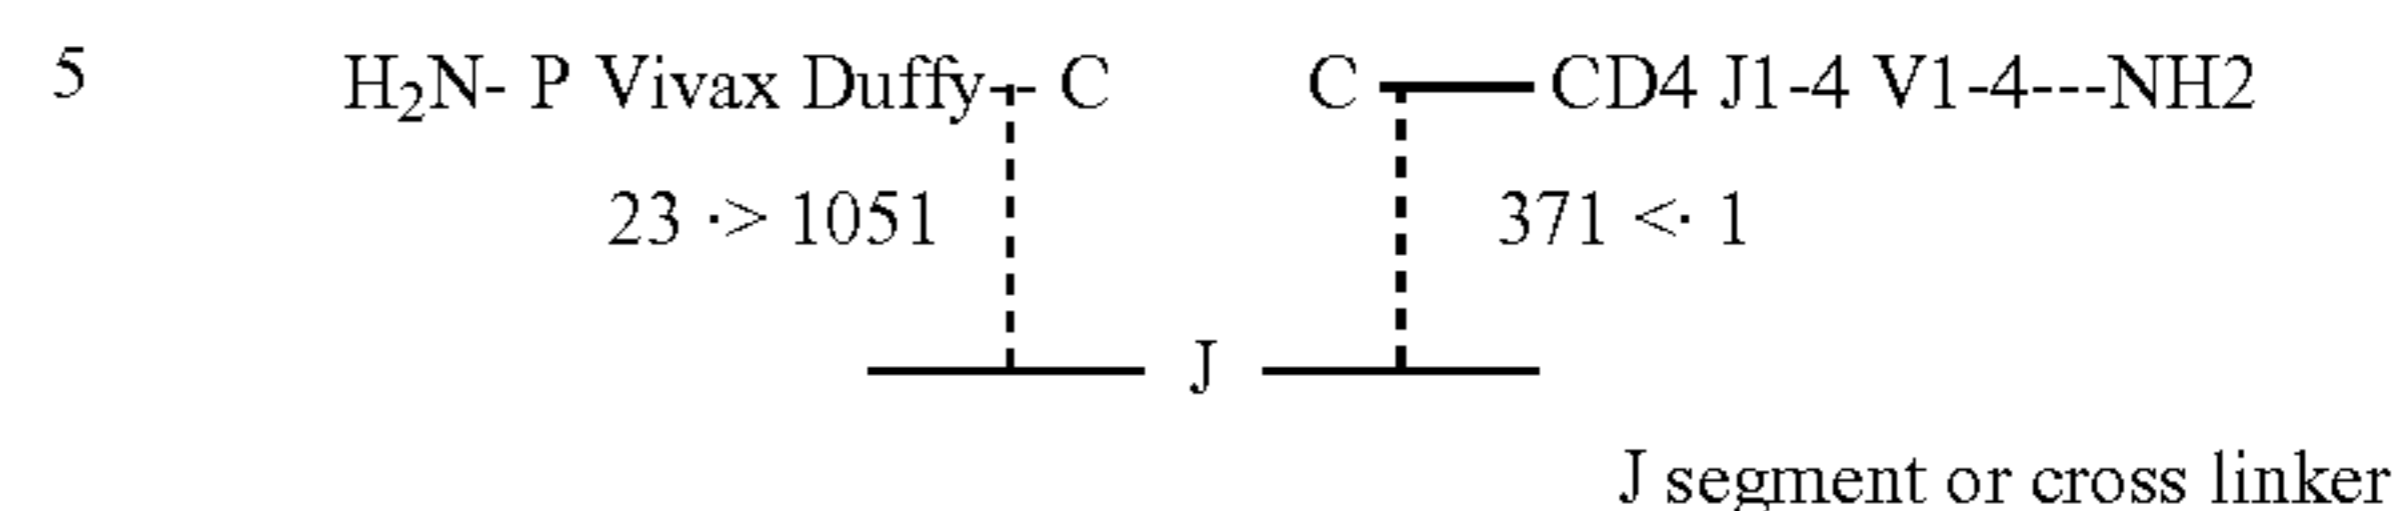 5 H₂N- P Vivax Duffy-- C C — CD4 J1-4 V1-4---NH2
23 ·> 1051 371 <· 1
J
J segment or cross linker